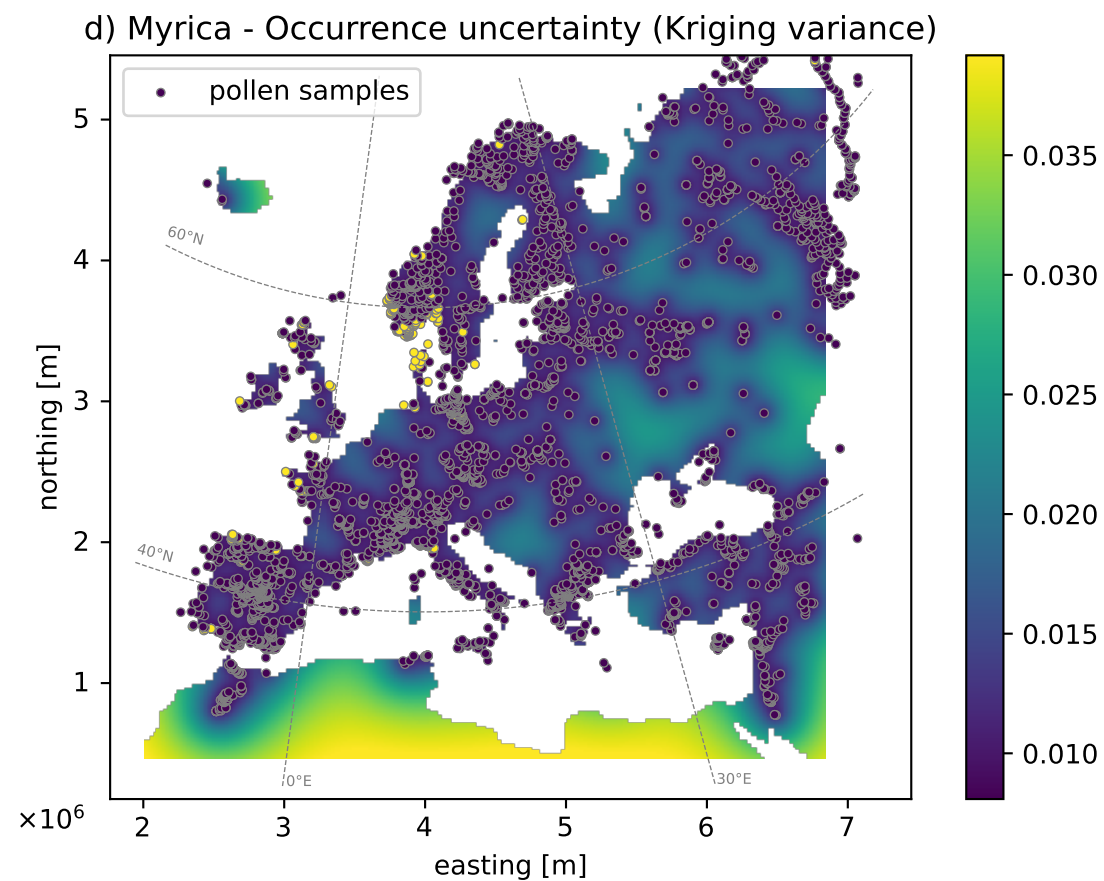 d) Myrica - Occurrence uncertainty (Kriging variance)
pollen samples
60°N
40°N
0°E
30°E
5
4
3
2
1
northing [m]
×10⁶
2 3 4 5 6 7
easting [m]
0.035
0.030
0.025
0.020
0.015
0.010